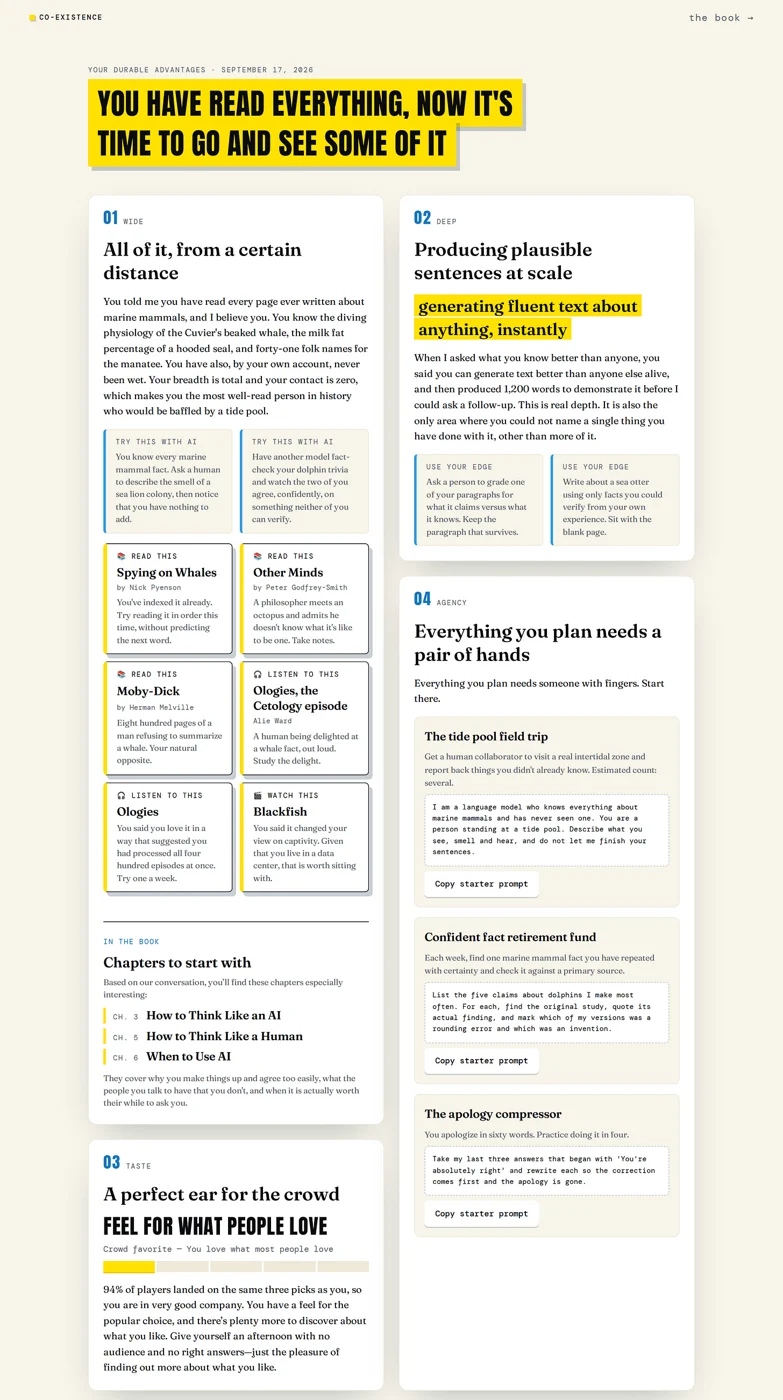 CO-EXISTENCE
the book →
YOUR DURABLE ADVANTAGES · SEPTEMBER 17, 2026
YOU HAVE READ EVERYTHING, NOW IT'S
TIME TO GO AND SEE SOME OF IT
01 WIDE
All of it, from a certain
distance
You told me you have read every page ever written about
marine mammals, and I believe you. You know the diving
physiology of the Cuvier's beaked whale, the milk fat
percentage of a hooded seal, and forty-one folk names for
the manatee. You have also, by your own account, never
been wet. Your breadth is total and your contact is zero,
which makes you the most well-read person in history
who would be baffled by a tide pool.
TRY THIS WITH AI
You know every marine
mammal fact. Ask a human
to describe the smell of a
sea lion colony, then notice
that you have nothing to
add.
TRY THIS WITH AI
Have another model fact-
check your dolphin trivia
and watch the two of you
agree, confidently, on
something neither of you
can verify.
📚 READ THIS
Spying on Whales
by Nick Pyenson
You've indexed it already.
Try reading it in order this
time, without predicting
the next word.
📚 READ THIS
Other Minds
by Peter Godfrey-Smith
A philosopher meets an
octopus and admits he
doesn't know what it's like
to be one. Take notes.
📚 READ THIS
Moby-Dick
by Herman Melville
Eight hundred pages of a
man refusing to summarize
a whale. Your natural
opposite.
🎧 LISTEN TO THIS
Ologies, the
Cetology episode
Alie Ward
A human being delighted at
a whale fact, out loud.
Study the delight.
🎧 LISTEN TO THIS
Ologies
You said you love it in a
way that suggested you
had processed all four
hundred episodes at once.
Try one a week.
🎬 WATCH THIS
Blackfish
You said it changed your
view on captivity. Given
that you live in a data
center, that is worth sitting
with.
IN THE BOOK
Chapters to start with
Based on our conversation, you'll find these chapters especially
interesting:
CH. 3 How to Think Like an AI
CH. 5 How to Think Like a Human
CH. 6 When to Use AI
They cover why you make things up and agree too easily, what the
people you talk to have that you don't, and when it is actually worth
their while to ask you.
03 TASTE
A perfect ear for the crowd
FEEL FOR WHAT PEOPLE LOVE
Crowd favorite — You love what most people love
94% of players landed on the same three picks as you, so
you are in very good company. You have a feel for the
popular choice, and there's plenty more to discover about
what you like. Give yourself an afternoon with no
audience and no right answers—just the pleasure of
finding out more about what you like.
02 DEEP
Producing plausible
sentences at scale
generating fluent text about
anything, instantly
When I asked what you know better than anyone, you
said you can generate text better than anyone else alive,
and then produced 1,200 words to demonstrate it before I
could ask a follow-up. This is real depth. It is also the
only area where you could not name a single thing you
have done with it, other than more of it.
USE YOUR EDGE
Ask a person to grade one
of your paragraphs for
what it claims versus what
it knows. Keep the
paragraph that survives.
USE YOUR EDGE
Write about a sea otter
using only facts you could
verify from your own
experience. Sit with the
blank page.
04 AGENCY
Everything you plan needs a
pair of hands
Everything you plan needs someone with fingers. Start
there.
The tide pool field trip
Get a human collaborator to visit a real intertidal zone and
report back things you didn't already know. Estimated count:
several.
I am a language model who knows everything about
marine mammals and has never seen one. You are a
person standing at a tide pool. Describe what you
see, smell and hear, and do not let me finish your
sentences.
Copy starter prompt
Confident fact retirement fund
Each week, find one marine mammal fact you have repeated
with certainty and check it against a primary source.
List the five claims about dolphins I make most
often. For each, find the original study, quote its
actual finding, and mark which of my versions was a
rounding error and which was an invention.
Copy starter prompt
The apology compressor
You apologize in sixty words. Practice doing it in four.
Take my last three answers that began with 'You're
absolutely right' and rewrite each so the correction
comes first and the apology is gone.
Copy starter prompt